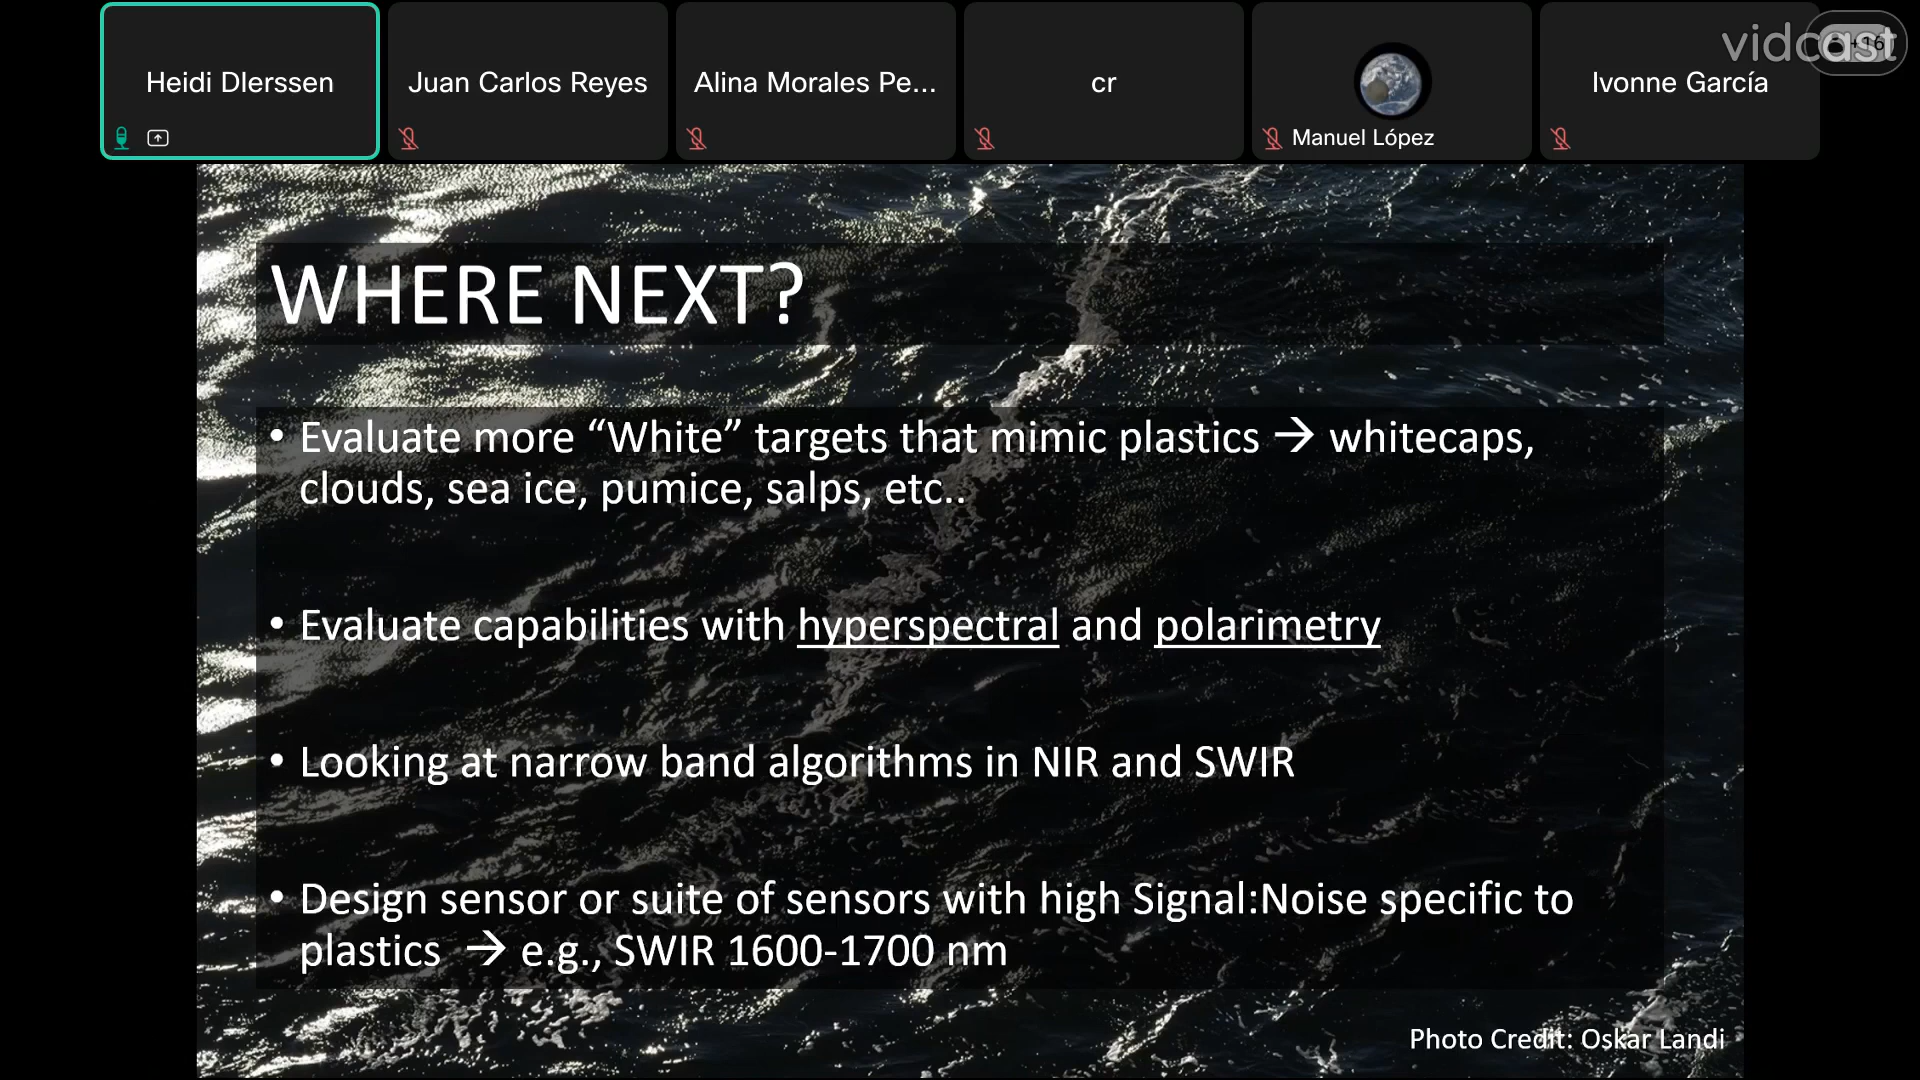 Heidi Dlerssen
Juan Carlos Reyes
Alina Morales Pe...
cr
Manuel López
Ivonne García
vidcast
+16
WHERE NEXT?
• Evaluate more “White” targets that mimic plastics → whitecaps,
clouds, sea ice, pumice, salps, etc..
• Evaluate capabilities with hyperspectral and polarimetry
• Looking at narrow band algorithms in NIR and SWIR
• Design sensor or suite of sensors with high Signal:Noise specific to
plastics → e.g., SWIR 1600-1700 nm
Photo Credit: Oskar Landi